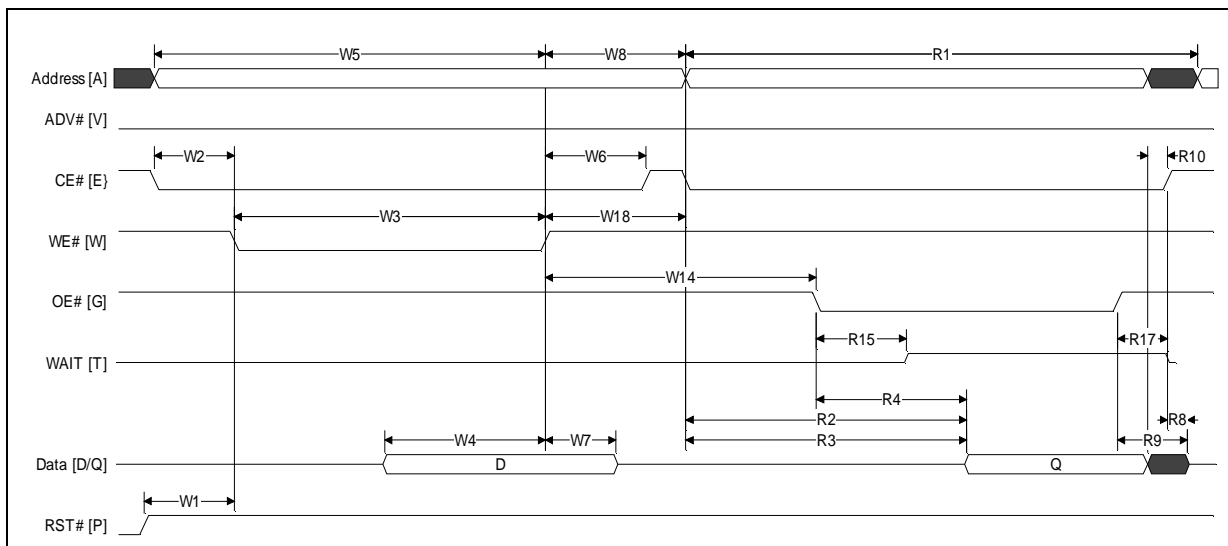 W5 W8 R1
Address [A]
ADV# [V]
W2 W6 R10
CE# [E}
W3 W18
WE# [W]
W14
OE# [G]
R15 R17
WAIT [T]
R4
R2 R8
W4 W7 R3 R9
Data [D/Q] D Q
W1
RST# [P]